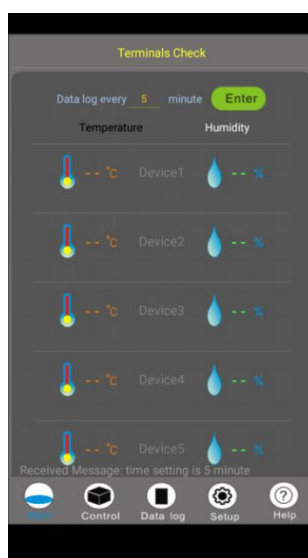 Terminals Check
Data log every 5 minute Enter
Temperature Humidity
-- °C Device1 -- %
-- °C Device2 -- %
-- °C Device3 -- %
-- °C Device4 -- %
-- °C Device5 -- %
Received Message: time setting is 5 minute
Control Data log Setup Help